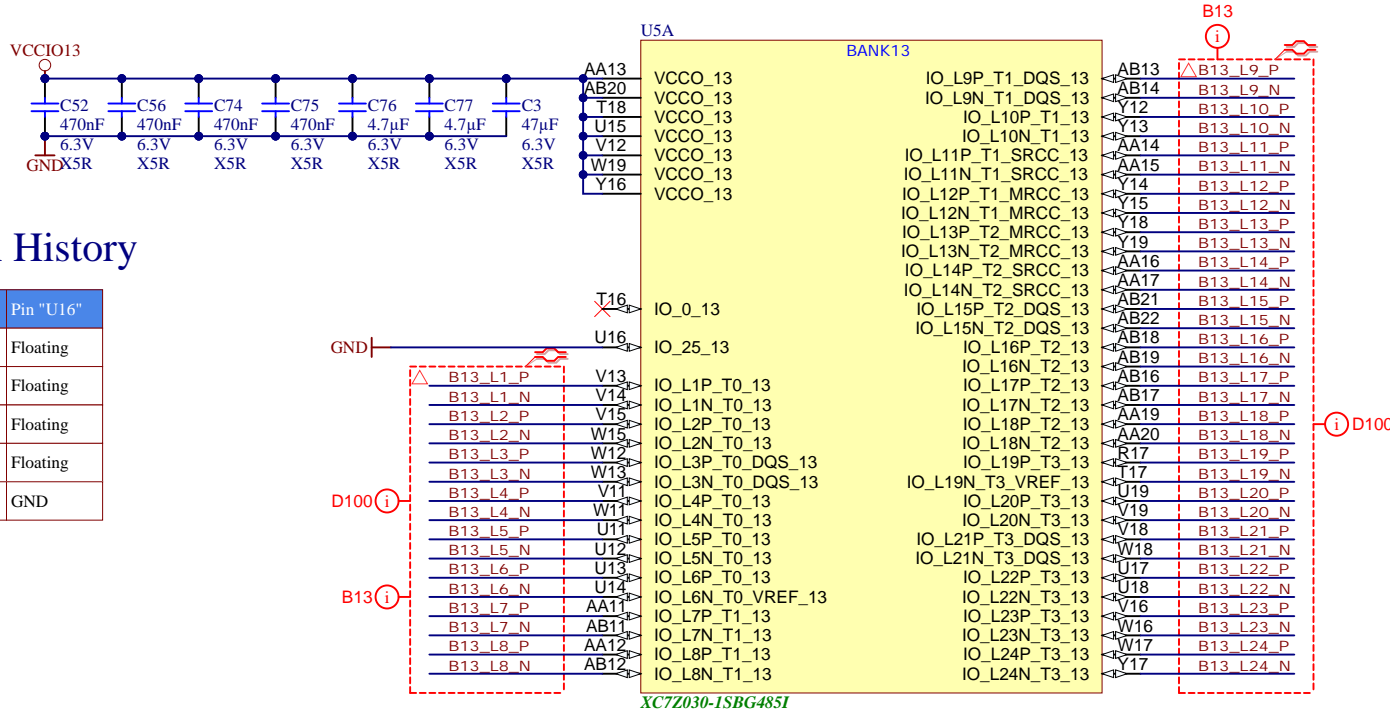 VCCIO13
C52
470nF
6.3V
X5R
C56
470nF
6.3V
X5R
C74
470nF
6.3V
X5R
C75
470nF
6.3V
X5R
C76
4.7µF
6.3V
X5R
C77
4.7µF
6.3V
X5R
C3
47µF
6.3V
X5R
GND
History
Pin "U16"
Floating
Floating
Floating
Floating
GND
U5A
BANK13
AA13 VCCO_13
AB20 VCCO_13
T18 VCCO_13
U15 VCCO_13
V12 VCCO_13
W19 VCCO_13
Y16 VCCO_13
T16 IO_0_13
GND U16 IO_25_13
B13_L1_P V13 IO_L1P_T0_13
B13_L1_N V14 IO_L1N_T0_13
B13_L2_P V15 IO_L2P_T0_13
B13_L2_N W15 IO_L2N_T0_13
B13_L3_P W12 IO_L3P_T0_DQS_13
B13_L3_N W13 IO_L3N_T0_DQS_13
D100 i
B13_L4_P V11 IO_L4P_T0_13
B13_L4_N W11 IO_L4N_T0_13
B13_L5_P U11 IO_L5P_T0_13
B13_L5_N U12 IO_L5N_T0_13
B13_L6_P U13 IO_L6P_T0_13
B13 i
B13_L6_N U14 IO_L6N_T0_VREF_13
B13_L7_P AA11 IO_L7P_T1_13
B13_L7_N AB11 IO_L7N_T1_13
B13_L8_P AA12 IO_L8P_T1_13
B13_L8_N AB12 IO_L8N_T1_13
B13
i
IO_L9P_T1_DQS_13 AB13 B13_L9_P
IO_L9N_T1_DQS_13 AB14 B13_L9_N
IO_L10P_T1_13 Y12 B13_L10_P
IO_L10N_T1_13 Y13 B13_L10_N
IO_L11P_T1_SRCC_13 AA14 B13_L11_P
IO_L11N_T1_SRCC_13 AA15 B13_L11_N
IO_L12P_T1_MRCC_13 Y14 B13_L12_P
IO_L12N_T1_MRCC_13 Y15 B13_L12_N
IO_L13P_T2_MRCC_13 Y18 B13_L13_P
IO_L13N_T2_MRCC_13 Y19 B13_L13_N
IO_L14P_T2_SRCC_13 AA16 B13_L14_P
IO_L14N_T2_SRCC_13 AA17 B13_L14_N
IO_L15P_T2_DQS_13 AB21 B13_L15_P
IO_L15N_T2_DQS_13 AB22 B13_L15_N
IO_L16P_T2_13 AB18 B13_L16_P
IO_L16N_T2_13 AB19 B13_L16_N
IO_L17P_T2_13 AB16 B13_L17_P
IO_L17N_T2_13 AB17 B13_L17_N
IO_L18P_T2_13 AA19 B13_L18_P
i D100
IO_L18N_T2_13 AA20 B13_L18_N
IO_L19P_T3_13 R17 B13_L19_P
IO_L19N_T3_VREF_13 T17 B13_L19_N
IO_L20P_T3_13 U19 B13_L20_P
IO_L20N_T3_13 V19 B13_L20_N
IO_L21P_T3_DQS_13 V18 B13_L21_P
IO_L21N_T3_DQS_13 W18 B13_L21_N
IO_L22P_T3_13 U17 B13_L22_P
IO_L22N_T3_13 U18 B13_L22_N
IO_L23P_T3_13 V16 B13_L23_P
IO_L23N_T3_13 W16 B13_L23_N
IO_L24P_T3_13 W17 B13_L24_P
IO_L24N_T3_13 Y17 B13_L24_N
XC7Z030-1SBG485I